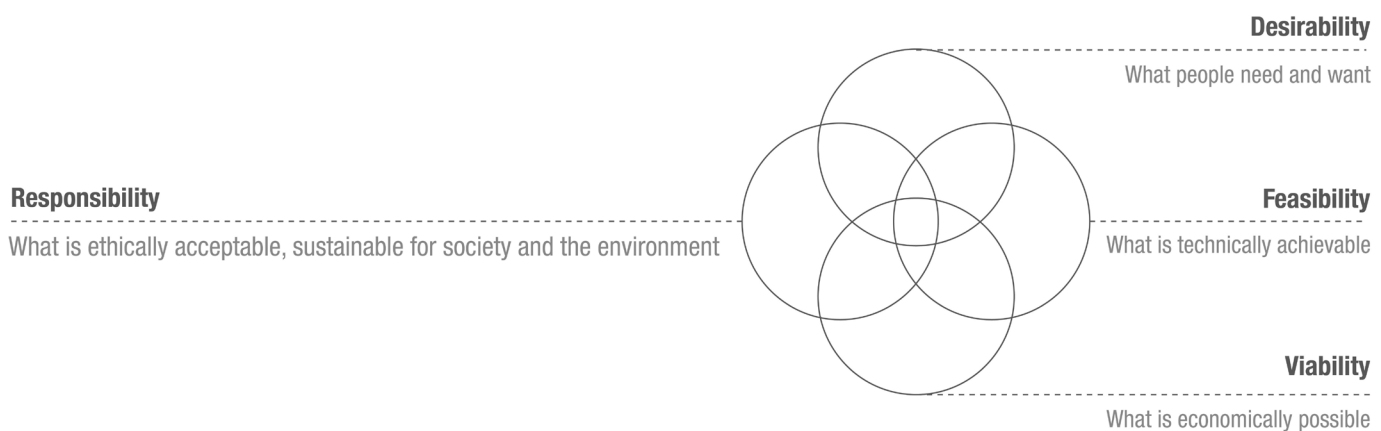 Desirability
What people need and want
Responsibility
What is ethically acceptable, sustainable for society and the environment
Feasibility
What is technically achievable
Viability
What is economically possible